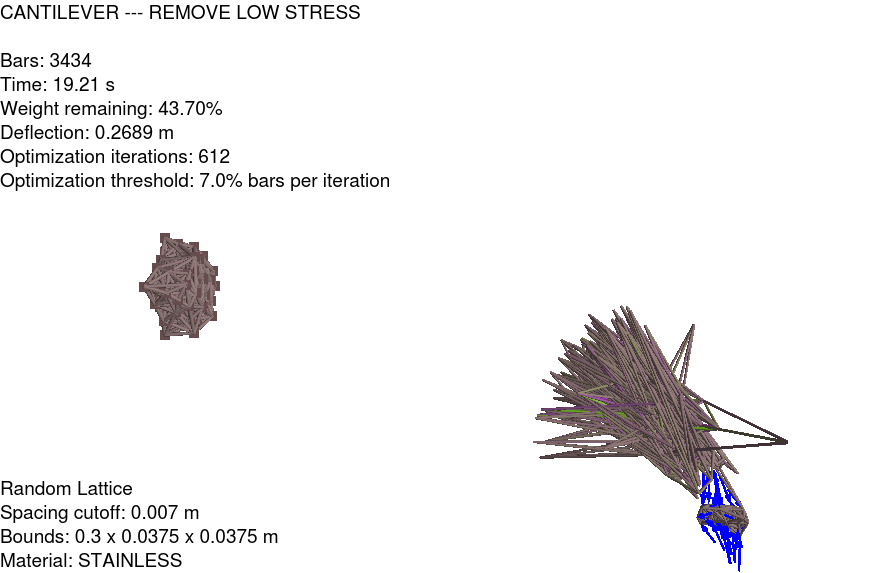 CANTILEVER --- REMOVE LOW STRESS
Bars: 3434
Time: 19.21 s
Weight remaining: 43.70%
Deflection: 0.2689 m
Optimization iterations: 612
Optimization threshold: 7.0% bars per iteration
Random Lattice
Spacing cutoff: 0.007 m
Bounds: 0.3 x 0.0375 x 0.0375 m
Material: STAINLESS